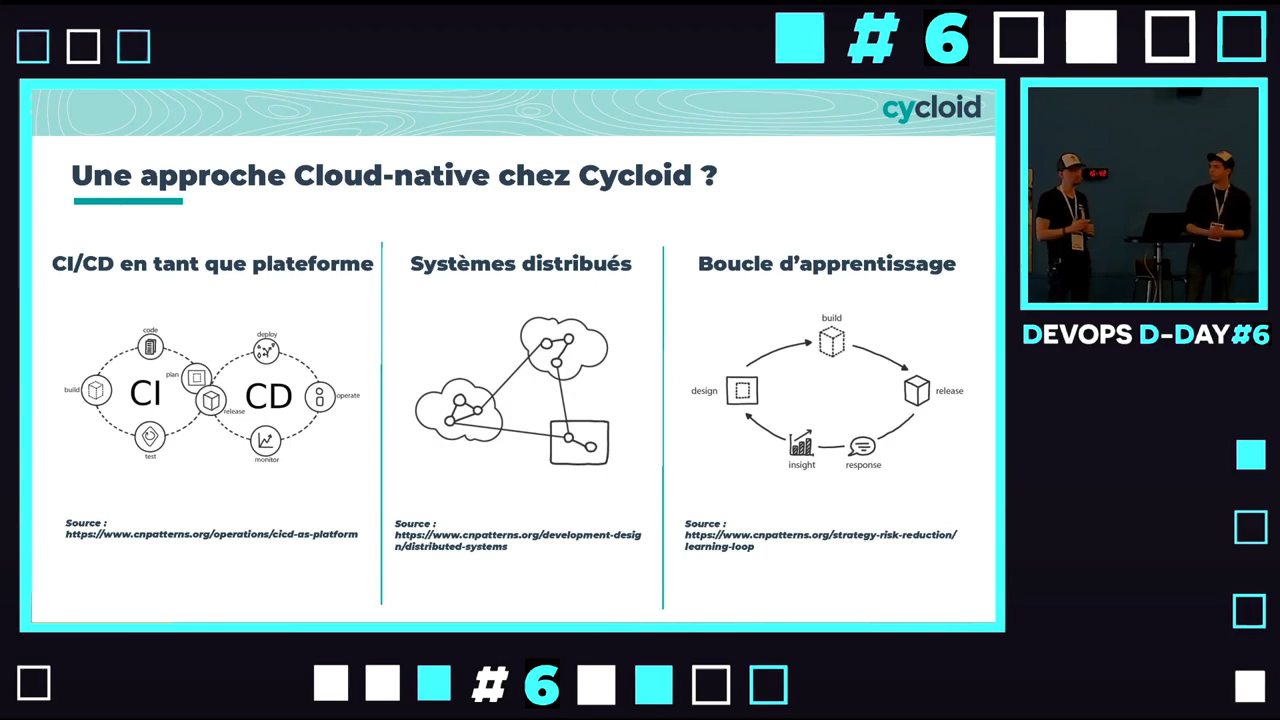 # 6
cycloid
Une approche Cloud-native chez Cycloid ?
CI/CD en tant que plateforme
code
deploy
plan
build
CI
CD
operate
release
test
monitor
Source :
https://www.cnpatterns.org/operations/cicd-as-platform
Systèmes distribués
Source :
https://www.cnpatterns.org/development-desig
n/distributed-systems
Boucle d’apprentissage
build
design
release
insight
response
Source :
https://www.cnpatterns.org/strategy-risk-reduction/
learning-loop
DEVOPS D-DAY#6
# 6